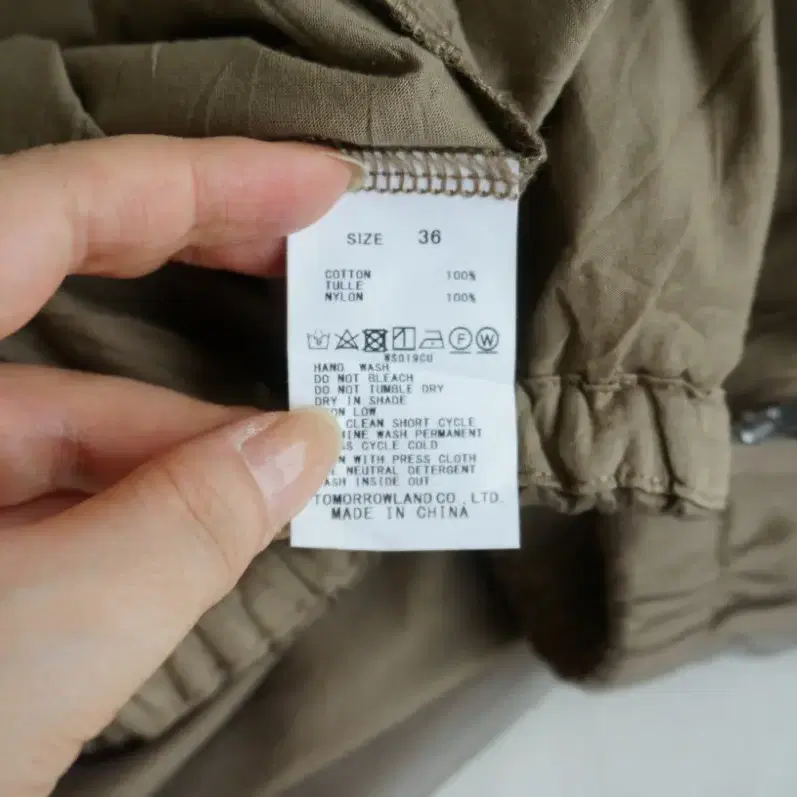 SIZE 36
COTTON 100%
TULLE
NYLON 100%
F W
WS019CU
HAND WASH
DO NOT BLEACH
DO NOT TUMBLE DRY
DRY IN SHADE
LOW
CLEAN SHORT CYCLE
WASH PERMANENT
CYCLE COLD
WITH PRESS CLOTH
NEUTRAL DETERGENT
INSIDE OUT
TOMORROWLAND CO., LTD.
MADE IN CHINA